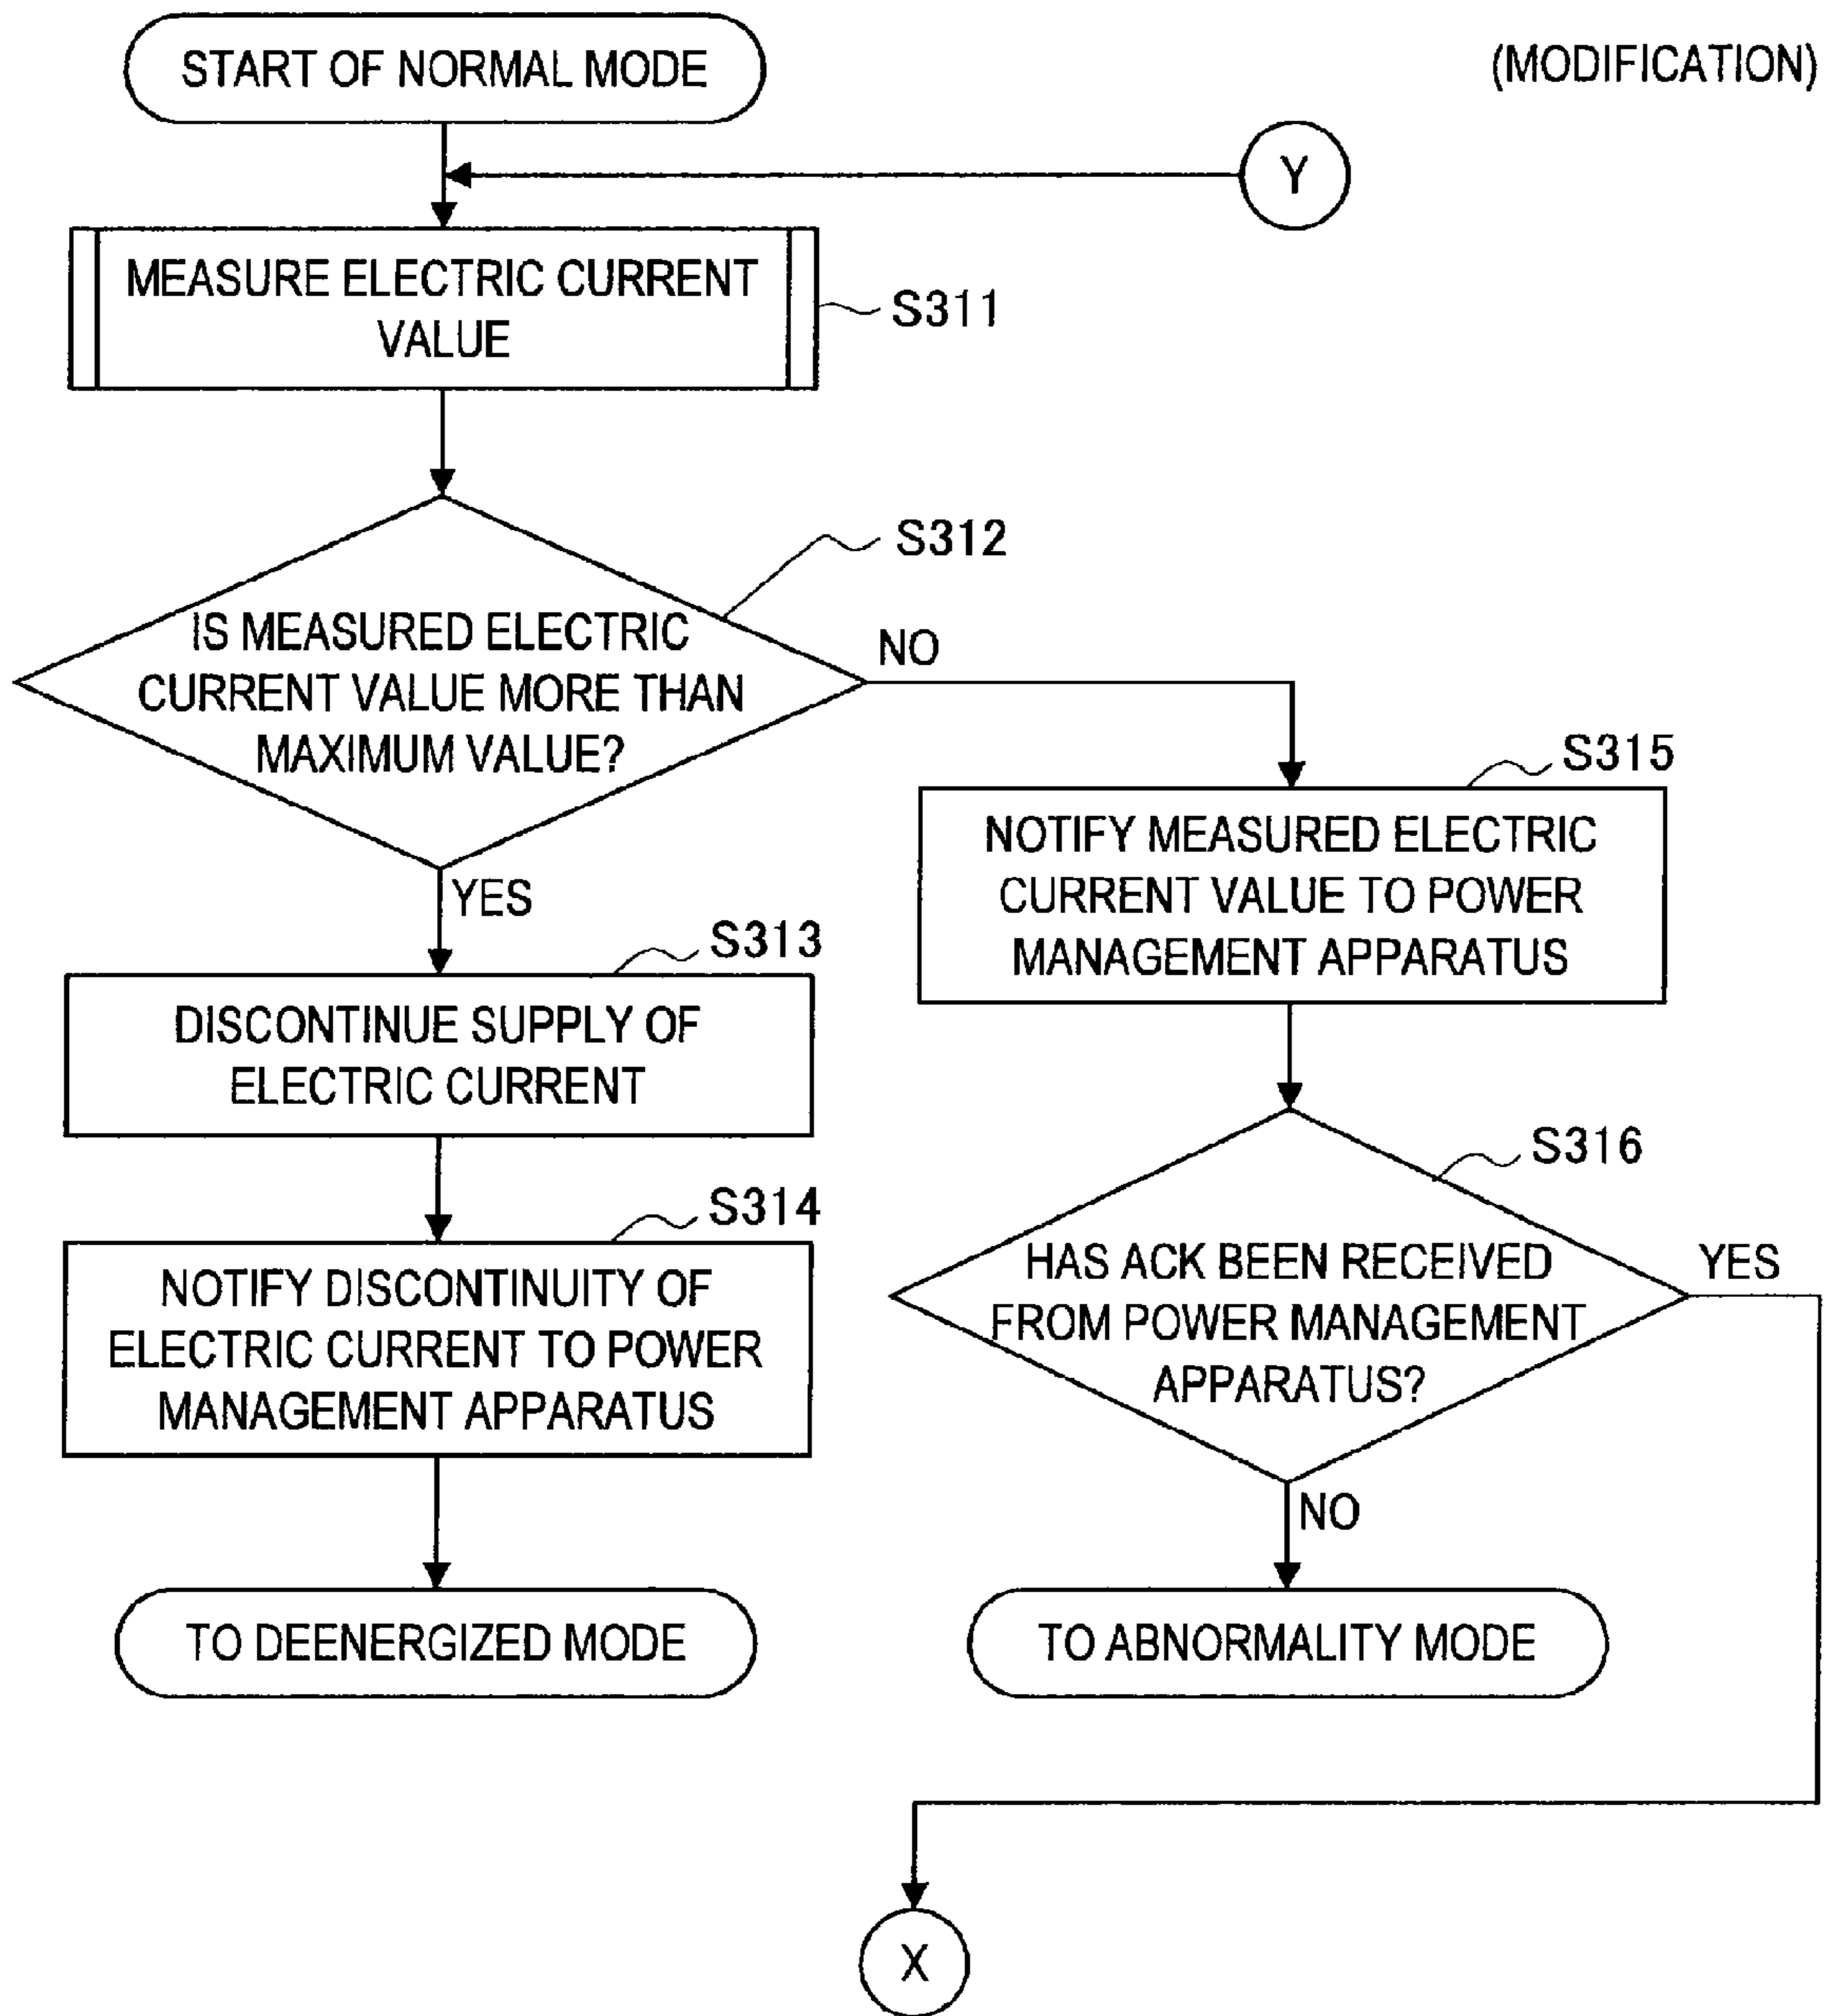 START OF NORMAL MODE
(MODIFICATION)
Y
MEASURE ELECTRIC CURRENT
VALUE
S311
S312
IS MEASURED ELECTRIC
CURRENT VALUE MORE THAN
MAXIMUM VALUE?
NO
YES
S313
DISCONTINUE SUPPLY OF
ELECTRIC CURRENT
S314
NOTIFY DISCONTINUITY OF
ELECTRIC CURRENT TO POWER
MANAGEMENT APPARATUS
TO DEENERGIZED MODE
S315
NOTIFY MEASURED ELECTRIC
CURRENT VALUE TO POWER
MANAGEMENT APPARATUS
S316
HAS ACK BEEN RECEIVED
FROM POWER MANAGEMENT
APPARATUS?
YES
NO
TO ABNORMALITY MODE
X